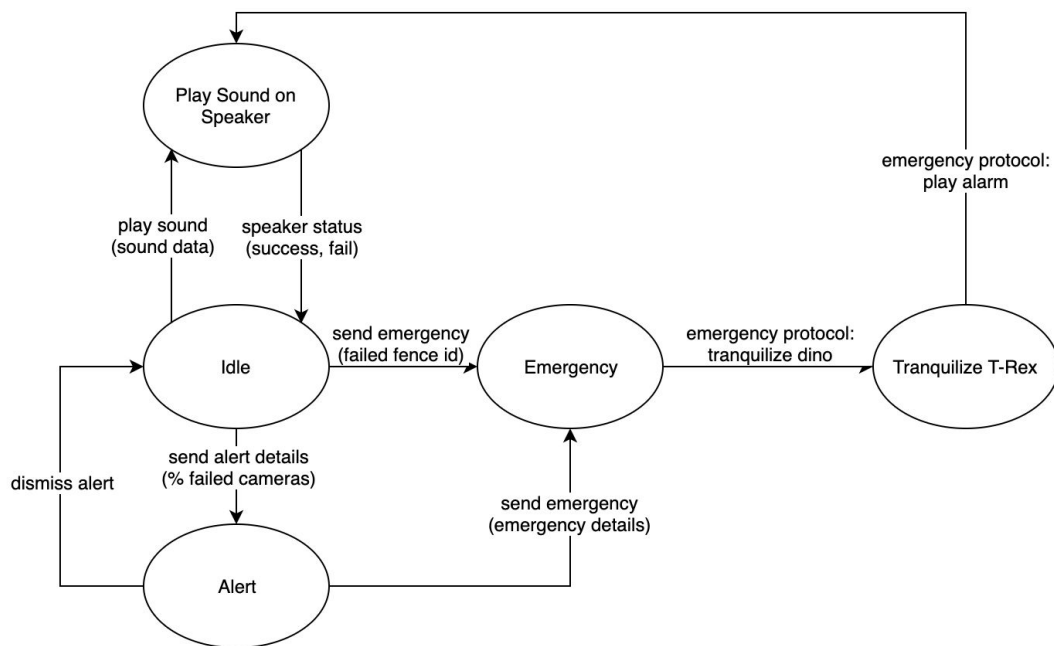 Play Sound on
Speaker
emergency protocol:
play alarm
play sound
(sound data)
speaker status
(success, fail)
send emergency
(failed fence id)
emergency protocol:
tranquilize dino
Idle
Emergency
Tranquilize T-Rex
send alert details
(% failed cameras)
dismiss alert
send emergency
(emergency details)
Alert